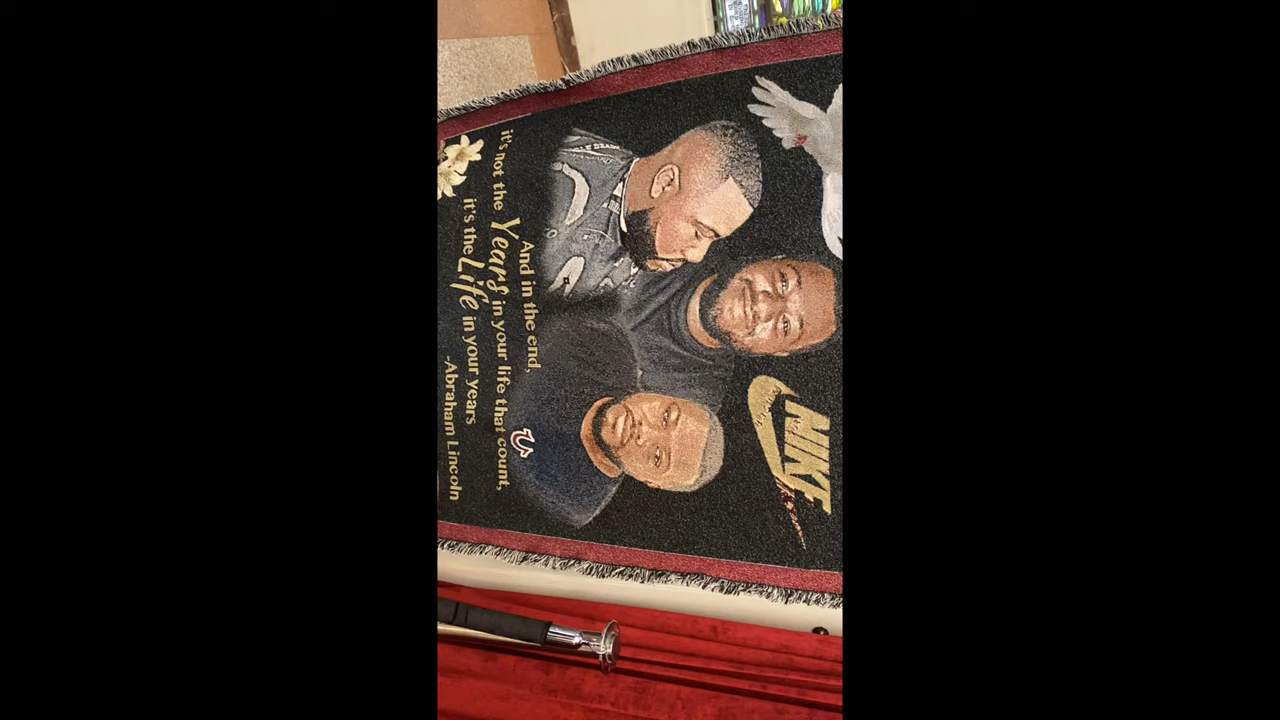 NIKE
And in the end,
it's not the Years in your life that count,
it's the Life in your years
-Abraham Lincoln